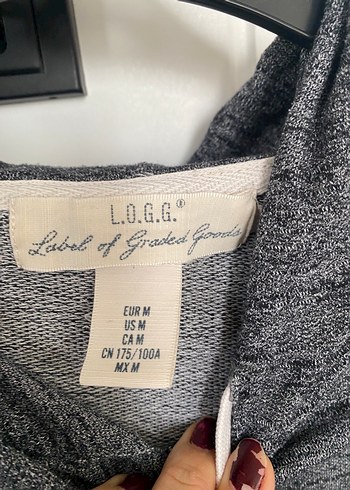 L.O.G.G.®
Label of Graded Goods
EUR M
US M
CA M
CN 175/100A
MX M